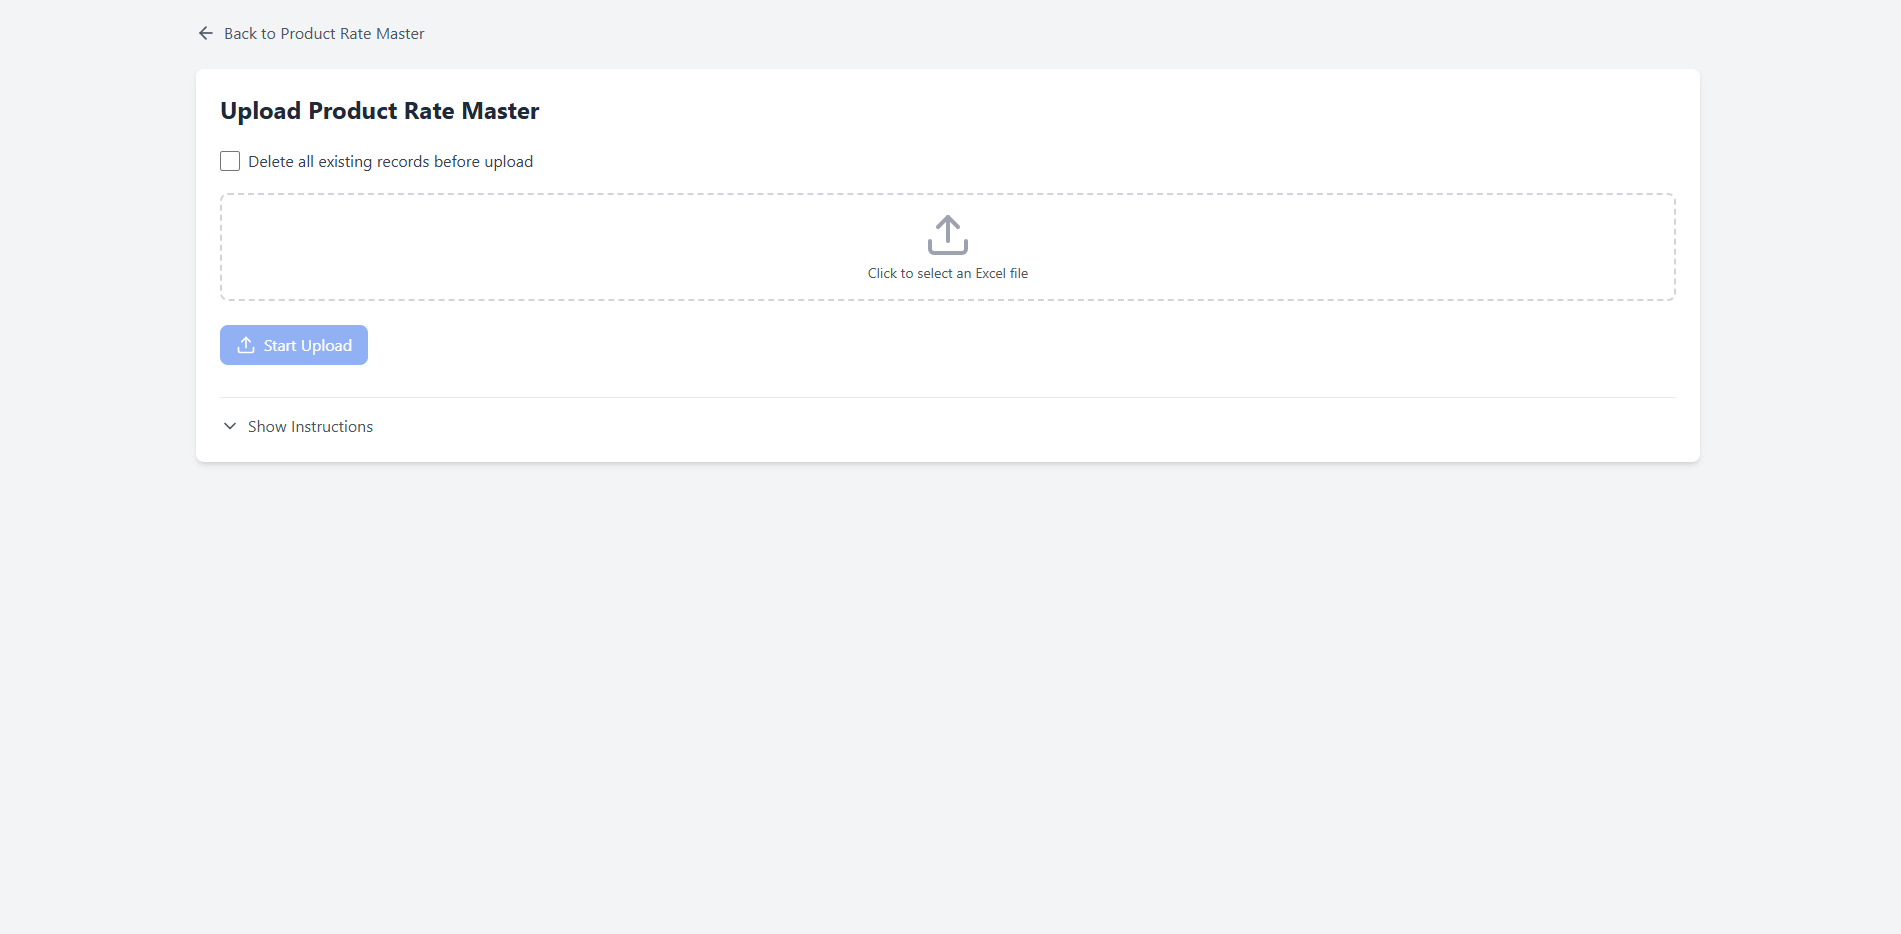 Back to Product Rate Master
Upload Product Rate Master
Delete all existing records before upload
Click to select an Excel file
Start Upload
Show Instructions